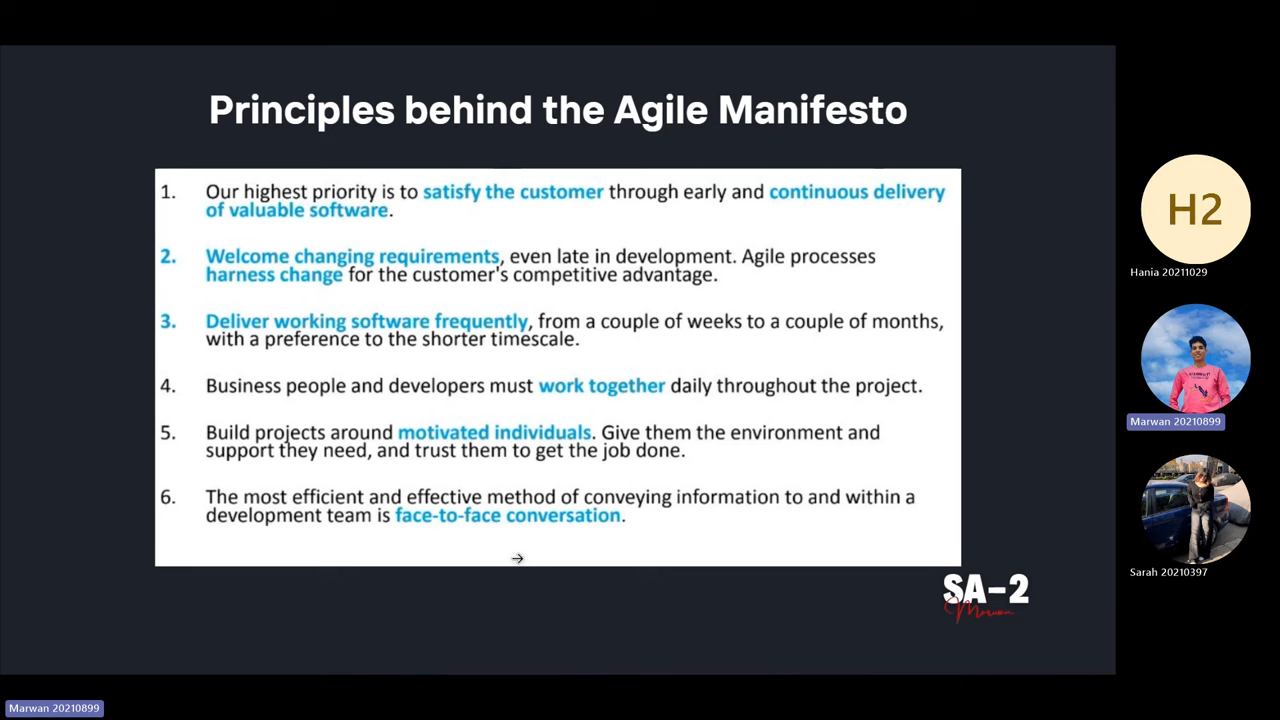 Principles behind the Agile Manifesto
1. Our highest priority is to satisfy the customer through early and continuous delivery
of valuable software.
2. Welcome changing requirements, even late in development. Agile processes
harness change for the customer's competitive advantage.
3. Deliver working software frequently, from a couple of weeks to a couple of months,
with a preference to the shorter timescale.
4. Business people and developers must work together daily throughout the project.
5. Build projects around motivated individuals. Give them the environment and
support they need, and trust them to get the job done.
6. The most efficient and effective method of conveying information to and within a
development team is face-to-face conversation.
SA-2
Marwan
H2
Hania 20211029
Marwan 20210899
Sarah 20210397
Marwan 20210899